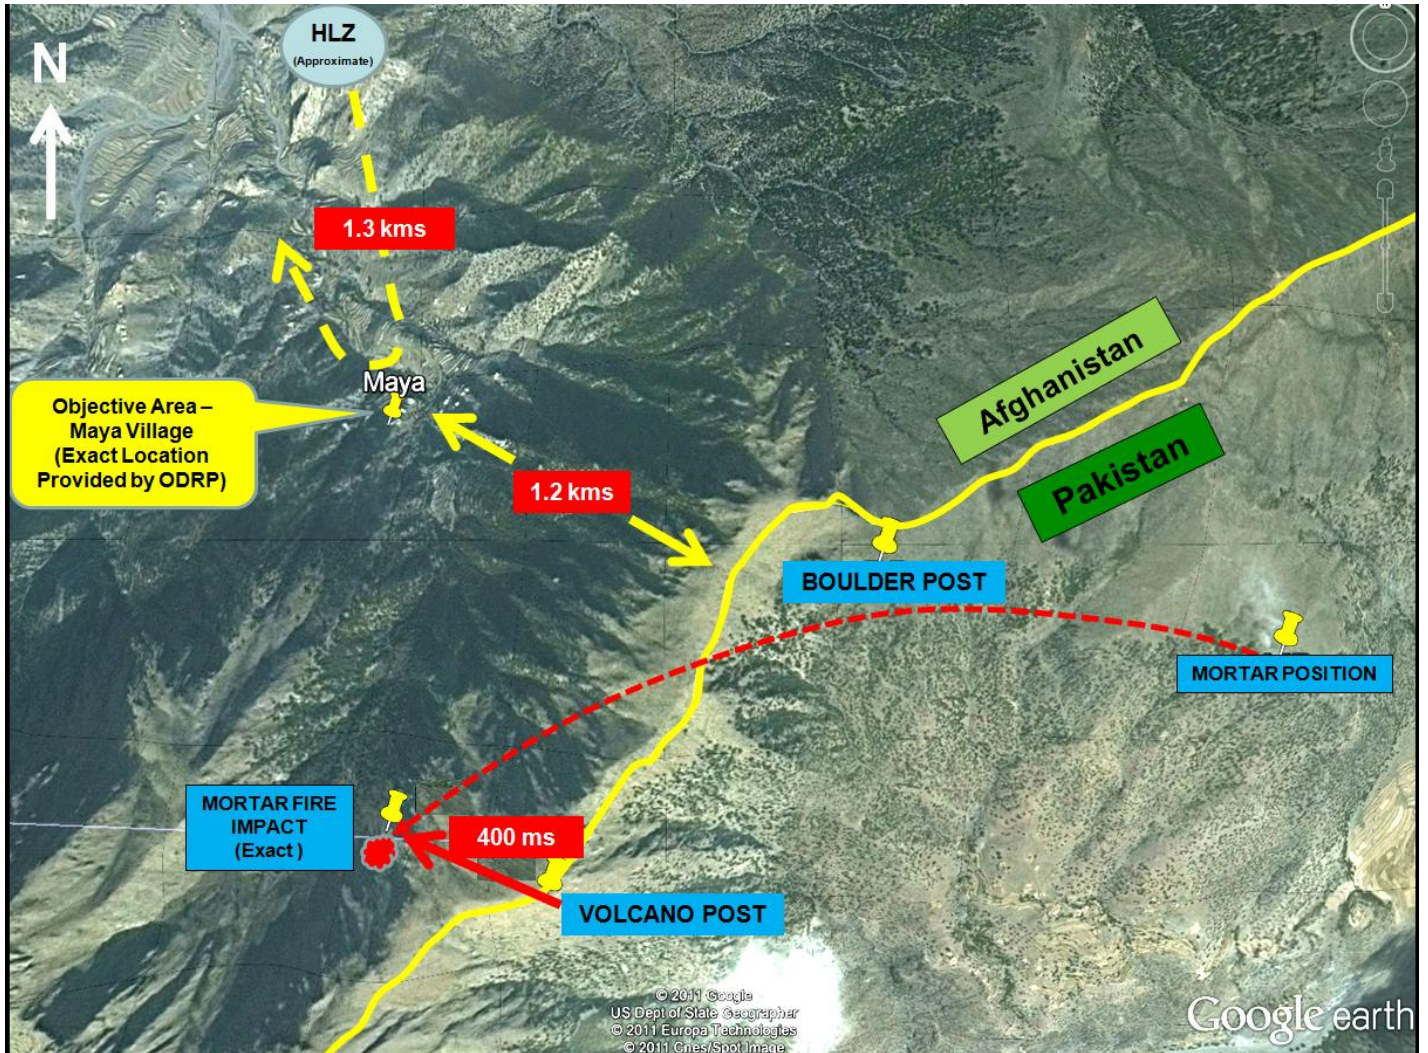 HLZ
(Approximate)
N
1.3 kms
Maya
Objective Area –
Maya Village
(Exact Location
Provided by ODRP)
1.2 kms
Afghanistan
Pakistan
BOULDER POST
MORTAR POSITION
MORTAR FIRE
IMPACT
(Exact )
400 ms
VOLCANO POST
© 2011 Google
US Dept of State Geographer
© 2011 Europa Technologies
© 2011 Cnes/Spot Image
Google earth